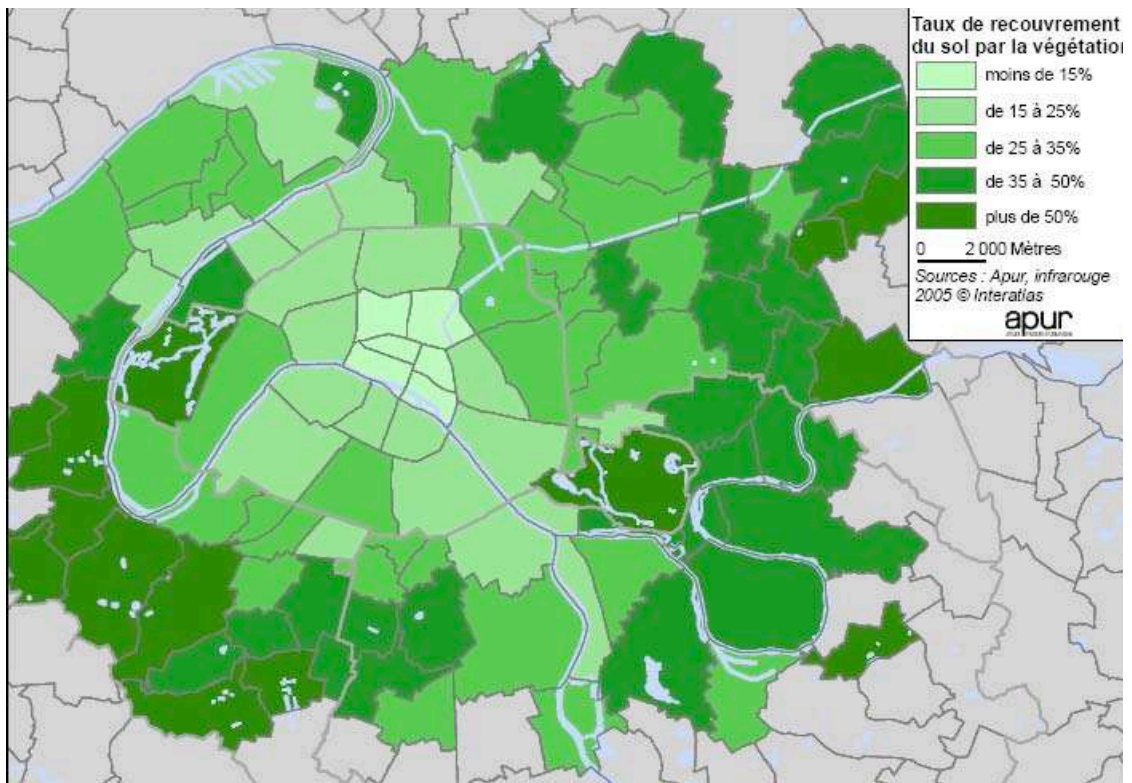 Taux de recouvrement
du sol par la végétation
moins de 15%
de 15 à 25%
de 25 à 35%
de 35 à 50%
plus de 50%
0 2 000 Mètres
Sources : Apur, infrarouge
2005 © Interatlas
apur